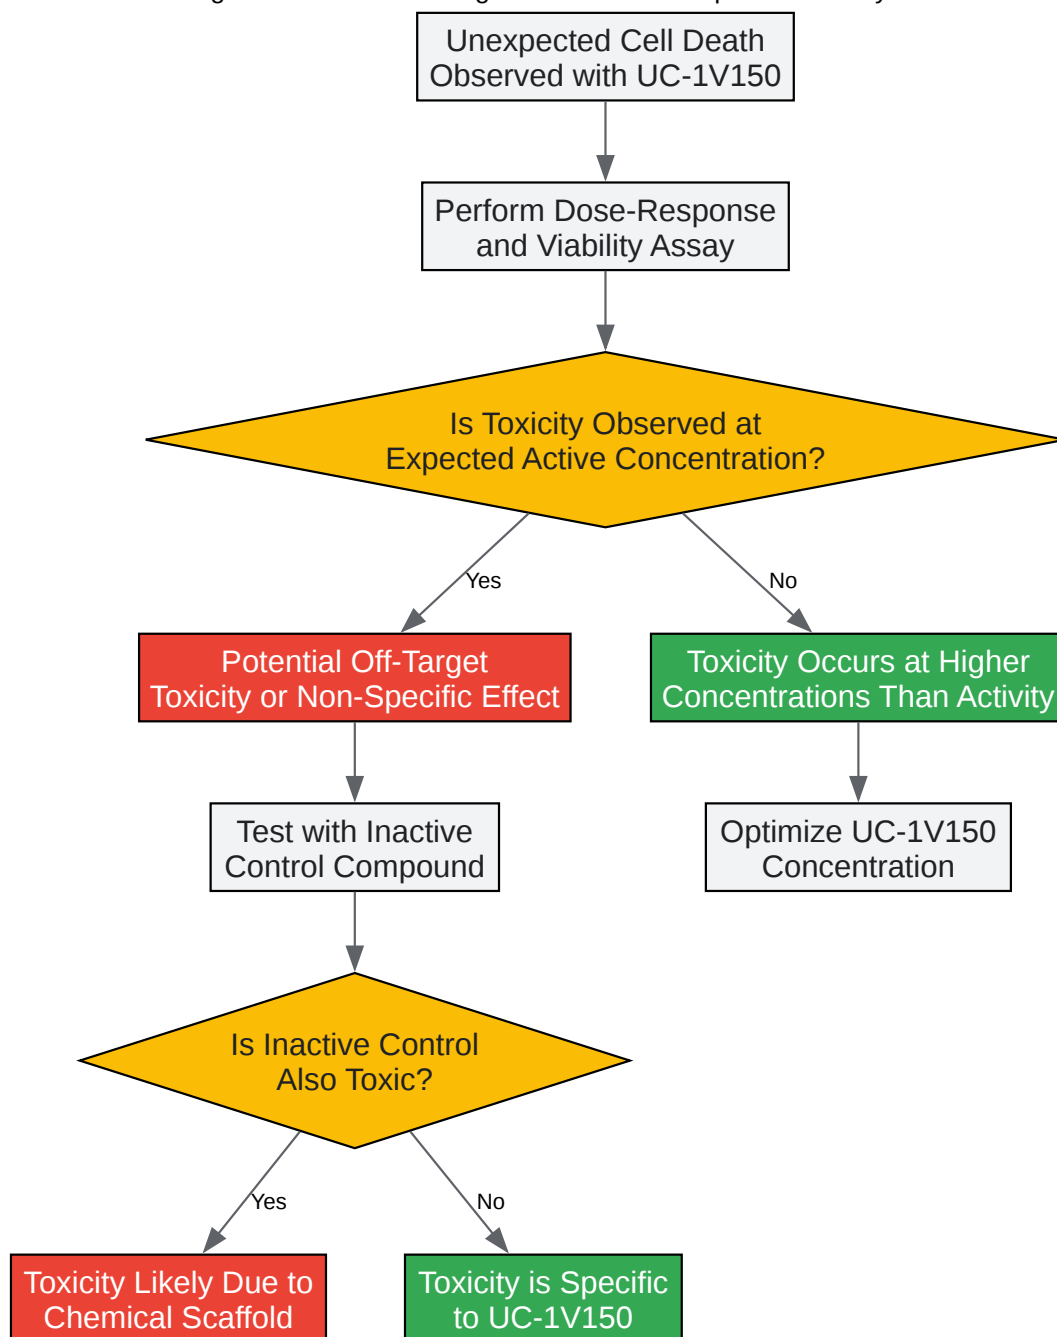 Unexpected Cell Death
Observed with UC-1V150
Perform Dose-Response
and Viability Assay
Is Toxicity Observed at
Expected Active Concentration?
Yes
No
Potential Off-Target
Toxicity or Non-Specific Effect
Toxicity Occurs at Higher
Concentrations Than Activity
Test with Inactive
Control Compound
Optimize UC-1V150
Concentration
Is Inactive Control
Also Toxic?
Yes
No
Toxicity Likely Due to
Chemical Scaffold
Toxicity is Specific
to UC-1V150